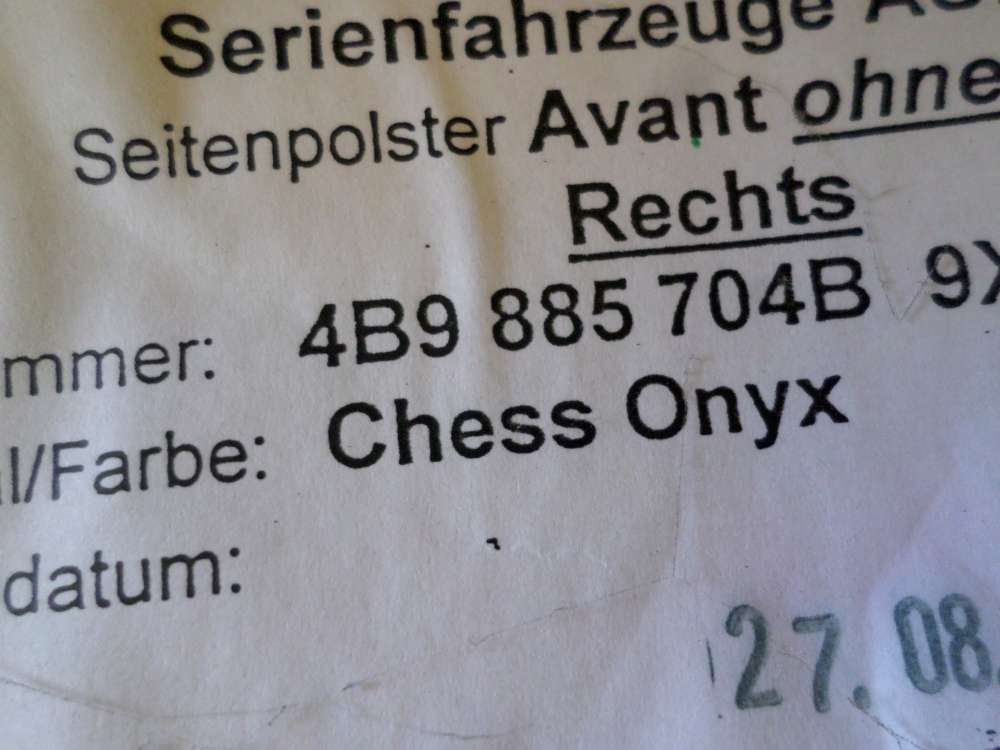 Serienfahrzeuge
Seitenpolster Avant ohne
Rechts
mmer: 4B9 885 704B 9X
l/Farbe: Chess Onyx
datum:
27.08.